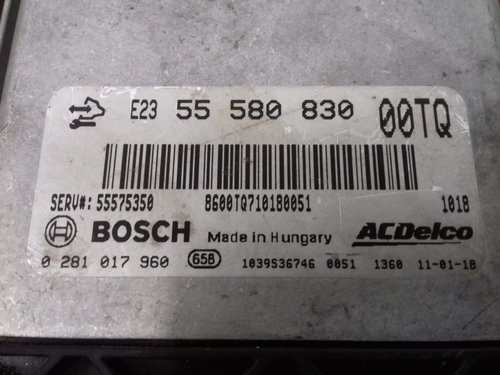 E23 55 580 830 00TQ
SERV#: 55575350 8600TQ710180051 1018
BOSCH Made in Hungary ACDelco
0 281 017 960 65B 1039S36746 0051 1360 11-01-18